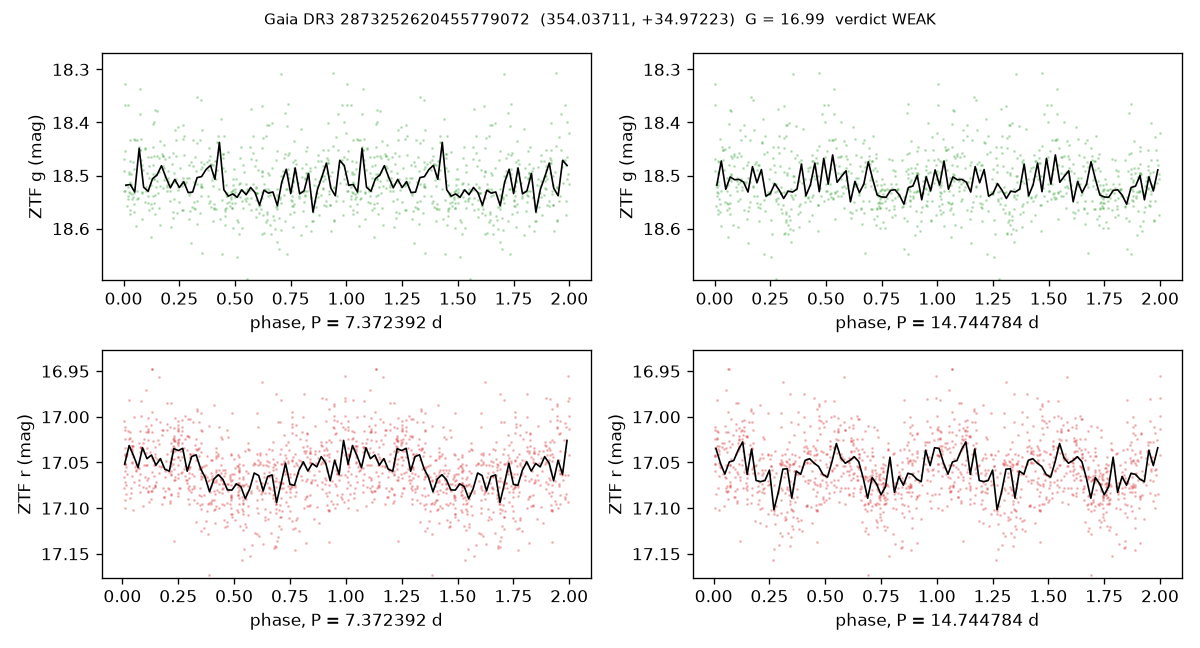 Gaia DR3 2873252620455779072  (354.03711, +34.97223)  G = 16.99  verdict WEAK
ZTF g (mag)
18.3
18.4
18.5
18.6
0.00 0.25 0.50 0.75 1.00 1.25 1.50 1.75 2.00
phase, P = 7.372392 d
ZTF g (mag)
18.3
18.4
18.5
18.6
0.00 0.25 0.50 0.75 1.00 1.25 1.50 1.75 2.00
phase, P = 14.744784 d
ZTF r (mag)
16.95
17.00
17.05
17.10
17.15
0.00 0.25 0.50 0.75 1.00 1.25 1.50 1.75 2.00
phase, P = 7.372392 d
ZTF r (mag)
16.95
17.00
17.05
17.10
17.15
0.00 0.25 0.50 0.75 1.00 1.25 1.50 1.75 2.00
phase, P = 14.744784 d